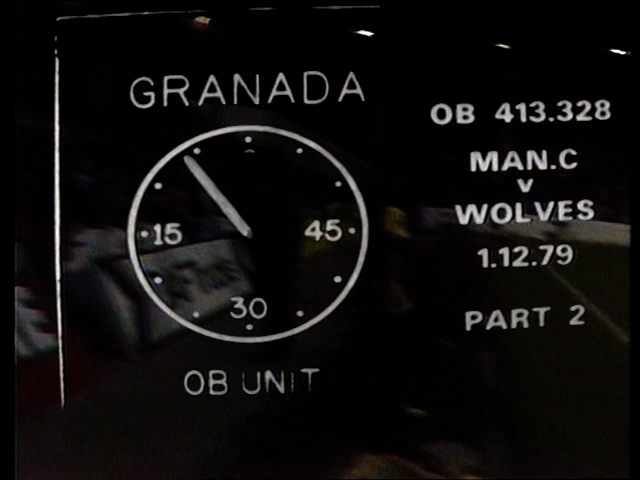 GRANADA
15
45
30
OB UNIT
OB 413.328
MAN.C
v
WOLVES
1.12.79
PART 2